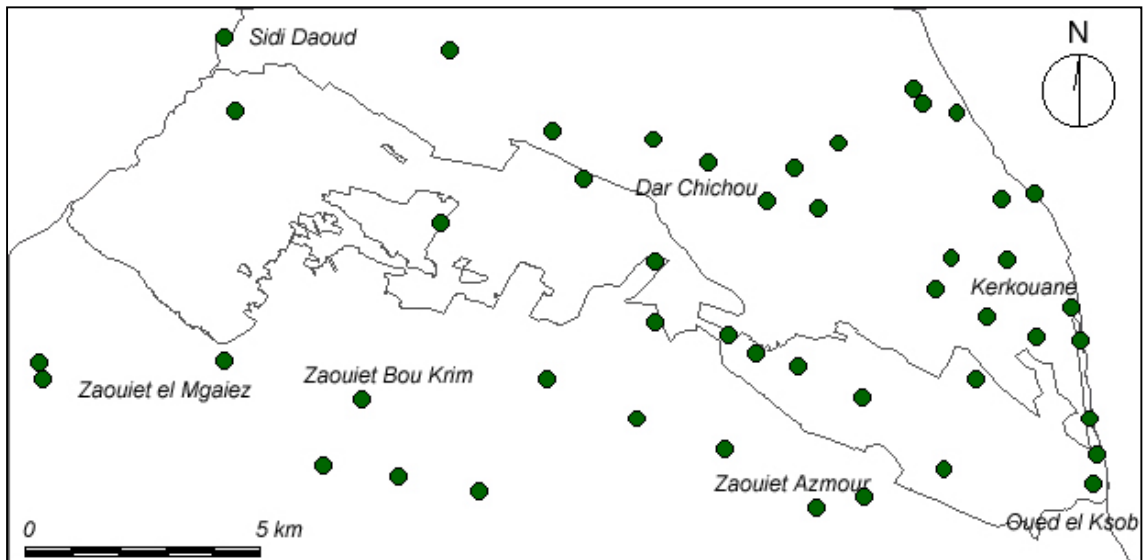 Sidi Daoud
N
Dar Chichou
Kerkouane
Zaouiet Bou Krim
Zaouiet el Mgaiez
Zaouiet Azmour
Oued el Ksob
0 5 km